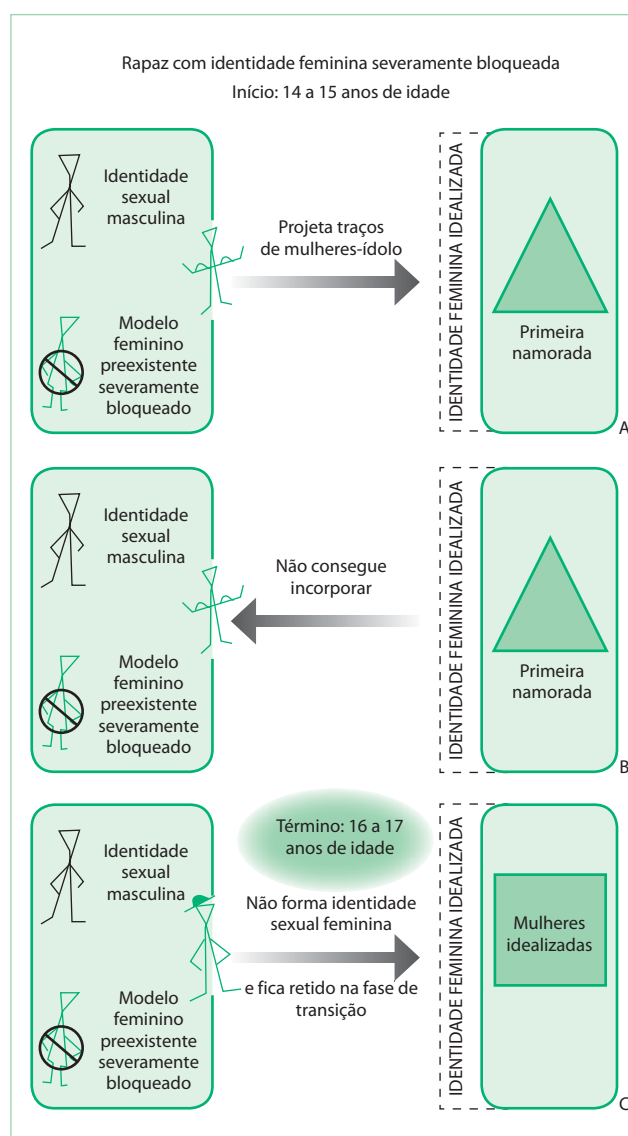 Rapaz com identidade feminina severamente bloqueada
Início: 14 a 15 anos de idade
Identidade
sexual
masculina
Modelo
feminino
preexistente
severamente
bloqueado
Projeta traços
de mulheres-ídolo
IDENTIDADE FEMININA IDEALIZADA
Primeira
namorada
A
Identidade
sexual
masculina
Modelo
feminino
preexistente
severamente
bloqueado
Não consegue
incorporar
IDENTIDADE FEMININA IDEALIZADA
Primeira
namorada
B
Identidade
sexual
masculina
Modelo
feminino
preexistente
severamente
bloqueado
Término: 16 a 17
anos de idade
Não forma identidade
sexual feminina
e fica retido na fase de
transição
IDENTIDADE FEMININA IDEALIZADA
Mulheres
idealizadas
C